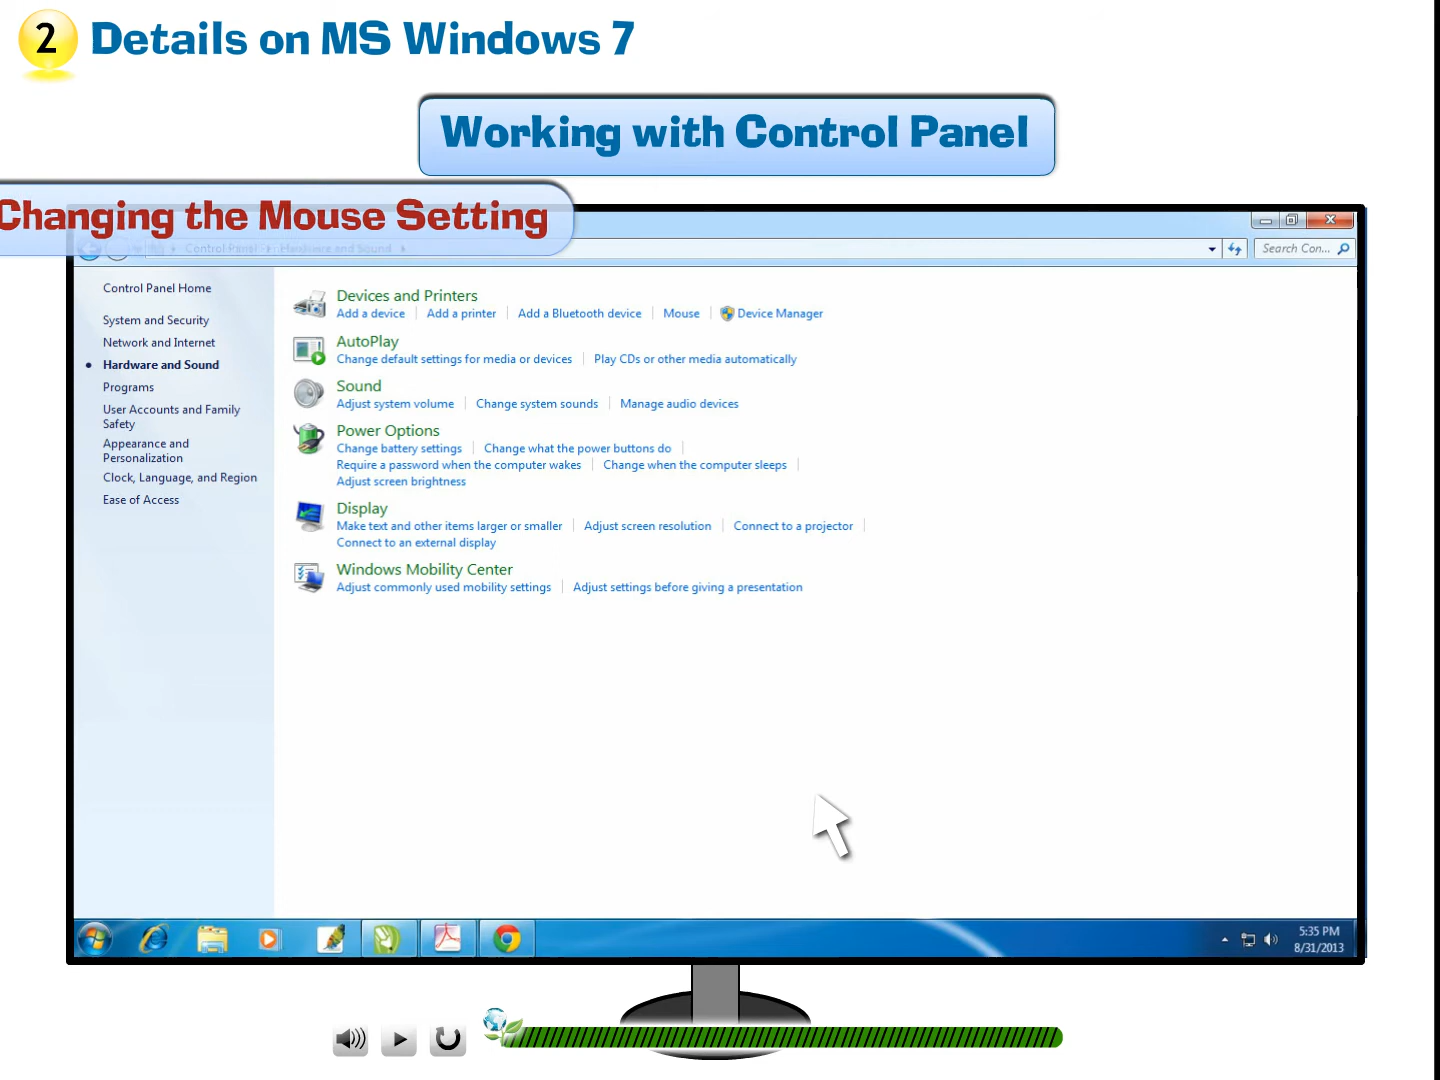 2 Details on MS Windows 7
Working with Control Panel
Changing the Mouse Setting
Control Panel ▸ Hardware and Sound ▸
Search Con...
Control Panel Home
System and Security
Network and Internet
Hardware and Sound
Programs
User Accounts and Family
Safety
Appearance and
Personalization
Clock, Language, and Region
Ease of Access
Devices and Printers
Add a device | Add a printer | Add a Bluetooth device | Mouse | Device Manager
AutoPlay
Change default settings for media or devices | Play CDs or other media automatically
Sound
Adjust system volume | Change system sounds | Manage audio devices
Power Options
Change battery settings | Change what the power buttons do |
Require a password when the computer wakes | Change when the computer sleeps |
Adjust screen brightness
Display
Make text and other items larger or smaller | Adjust screen resolution | Connect to a projector |
Connect to an external display
Windows Mobility Center
Adjust commonly used mobility settings | Adjust settings before giving a presentation
5:35 PM
8/31/2013